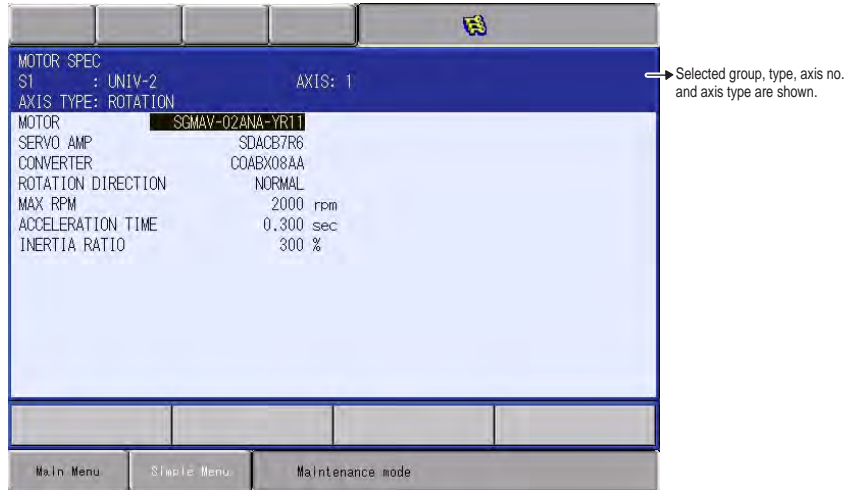 MOTOR SPEC
S1 : UNIV-2 AXIS: 1
AXIS TYPE: ROTATION
MOTOR SGMAV-02ANA-YR11
SERVO AMP SDACB7R6
CONVERTER COABX08AA
ROTATION DIRECTION NORMAL
MAX RPM 2000 rpm
ACCELERATION TIME 0.300 sec
INERTIA RATIO 300 %
Selected group, type, axis no.
and axis type are shown.
Main Menu Simple Menu Maintenance mode